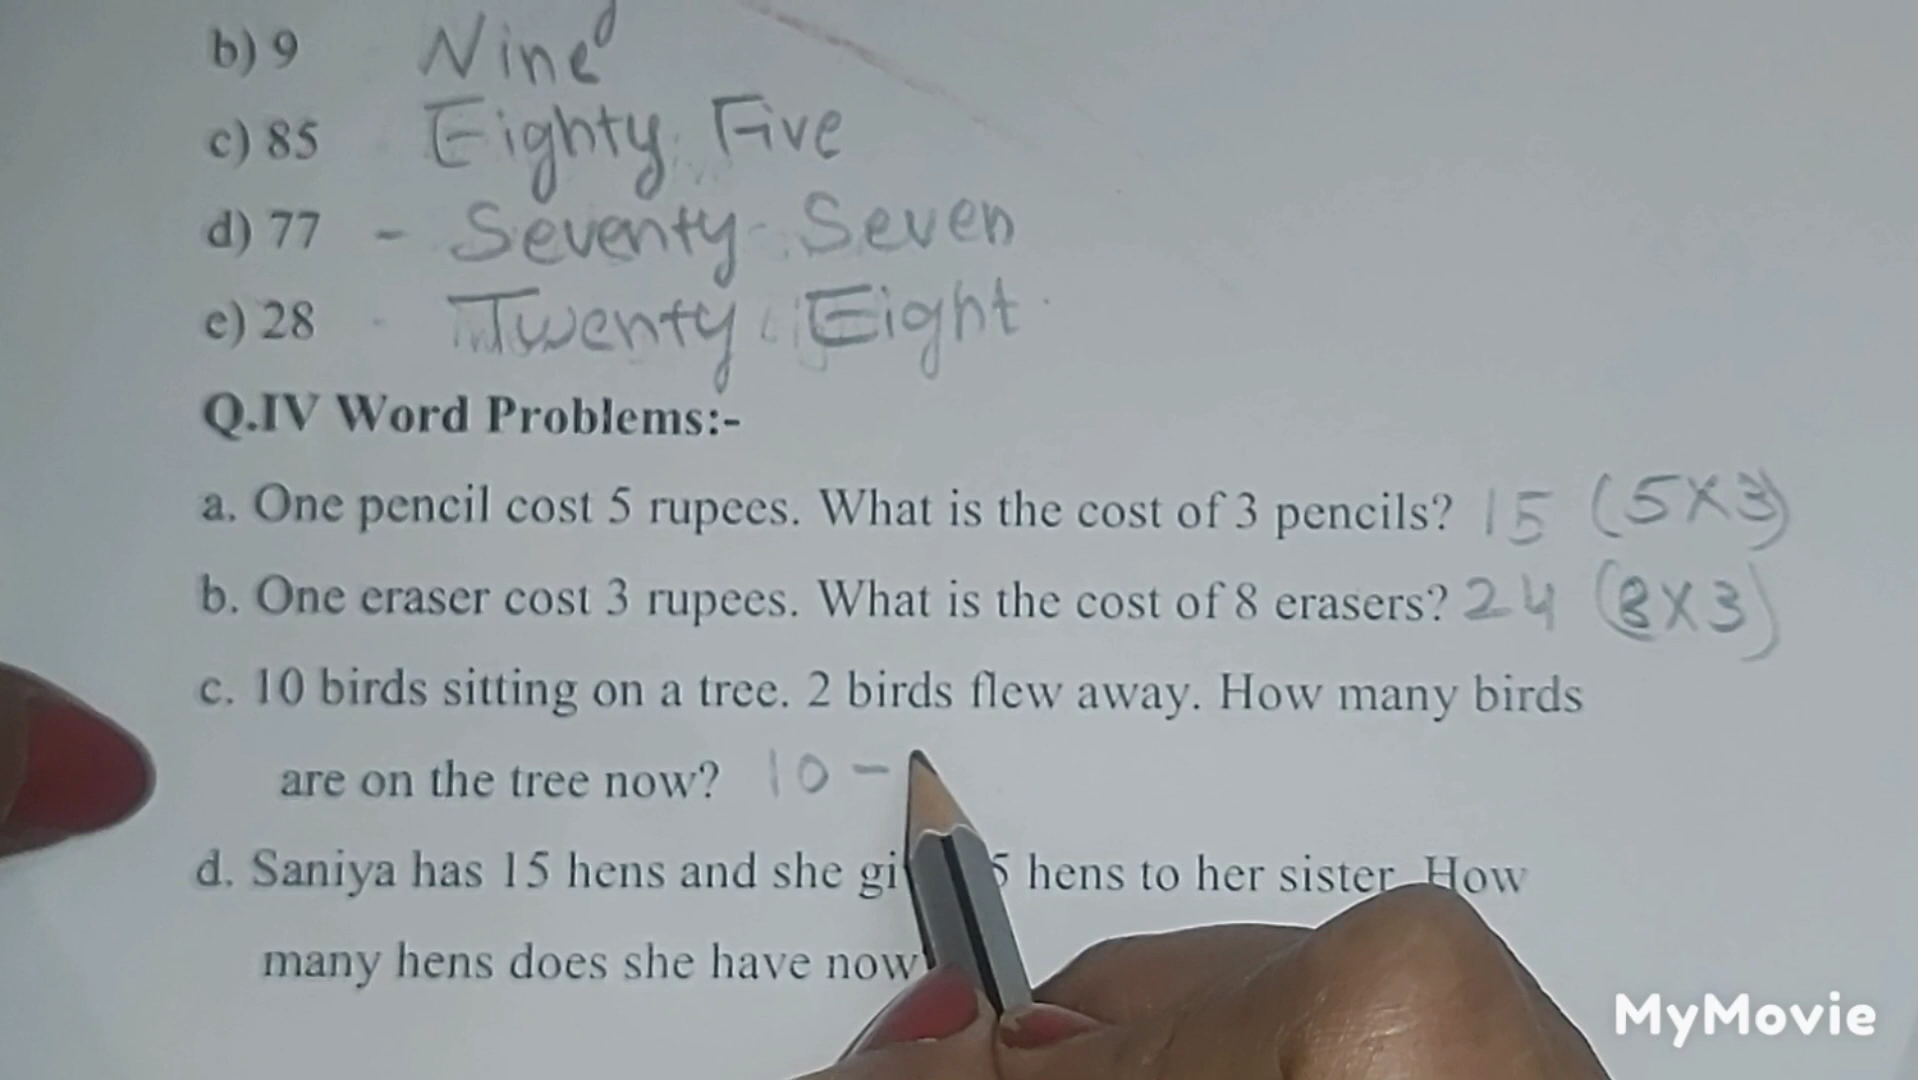 b) 9 Nine
c) 85 Eighty Five
d) 77 - Seventy Seven
e) 28 - Twenty Eight
Q.IV Word Problems:-
a. One pencil cost 5 rupees. What is the cost of 3 pencils? 15 (5X3)
b. One eraser cost 3 rupees. What is the cost of 8 erasers? 24 (8X3)
c. 10 birds sitting on a tree. 2 birds flew away. How many birds
are on the tree now? 10 -
d. Saniya has 15 hens and she gi 5 hens to her sister. How
many hens does she have now
MyMovie